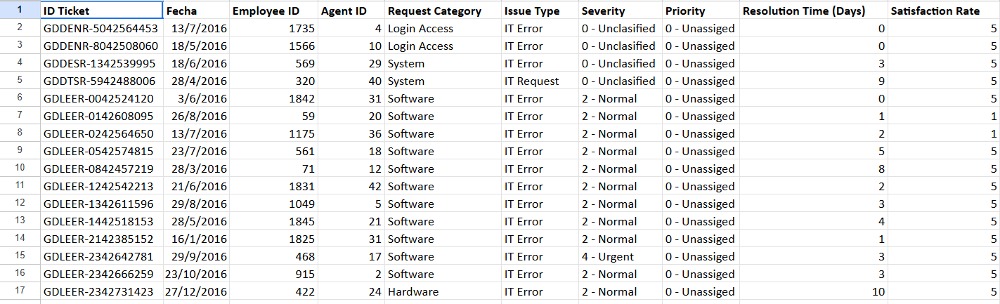 1 ID Ticket Fecha Employee ID Agent ID Request Category Issue Type Severity Priority Resolution Time (Days) Satisfaction Rate
2 GDDENR-5042564453 13/7/2016 1735 4 Login Access IT Error 0 - Unclasified 0 - Unassiged 0 5
3 GDDENR-8042508060 18/5/2016 1566 10 Login Access IT Error 0 - Unclasified 0 - Unassiged 0 5
4 GDDESR-1342539995 18/6/2016 569 29 System IT Error 0 - Unclasified 0 - Unassiged 3 5
5 GDDTSR-5942488006 28/4/2016 320 40 System IT Request 0 - Unclasified 0 - Unassiged 9 5
6 GDLEER-0042524120 3/6/2016 1842 31 Software IT Error 2 - Normal 0 - Unassiged 0 5
7 GDLEER-0142608095 26/8/2016 59 20 Software IT Error 2 - Normal 0 - Unassiged 1 1
8 GDLEER-0242564650 13/7/2016 1175 36 Software IT Error 2 - Normal 0 - Unassiged 2 1
9 GDLEER-0542574815 23/7/2016 561 18 Software IT Error 2 - Normal 0 - Unassiged 5 5
10 GDLEER-0842457219 28/3/2016 71 12 Software IT Error 2 - Normal 0 - Unassiged 8 5
11 GDLEER-1242542213 21/6/2016 1831 42 Software IT Error 2 - Normal 0 - Unassiged 2 5
12 GDLEER-1342611596 29/8/2016 1049 5 Software IT Error 2 - Normal 0 - Unassiged 3 5
13 GDLEER-1442518153 28/5/2016 1845 21 Software IT Error 2 - Normal 0 - Unassiged 4 5
14 GDLEER-2142385152 16/1/2016 1825 31 Software IT Error 2 - Normal 0 - Unassiged 1 5
15 GDLEER-2342642781 29/9/2016 468 17 Software IT Error 4 - Urgent 0 - Unassiged 3 5
16 GDLEER-2342666259 23/10/2016 915 2 Software IT Error 2 - Normal 0 - Unassiged 3 5
17 GDLEER-2342731423 27/12/2016 422 24 Hardware IT Error 2 - Normal 0 - Unassiged 10 5